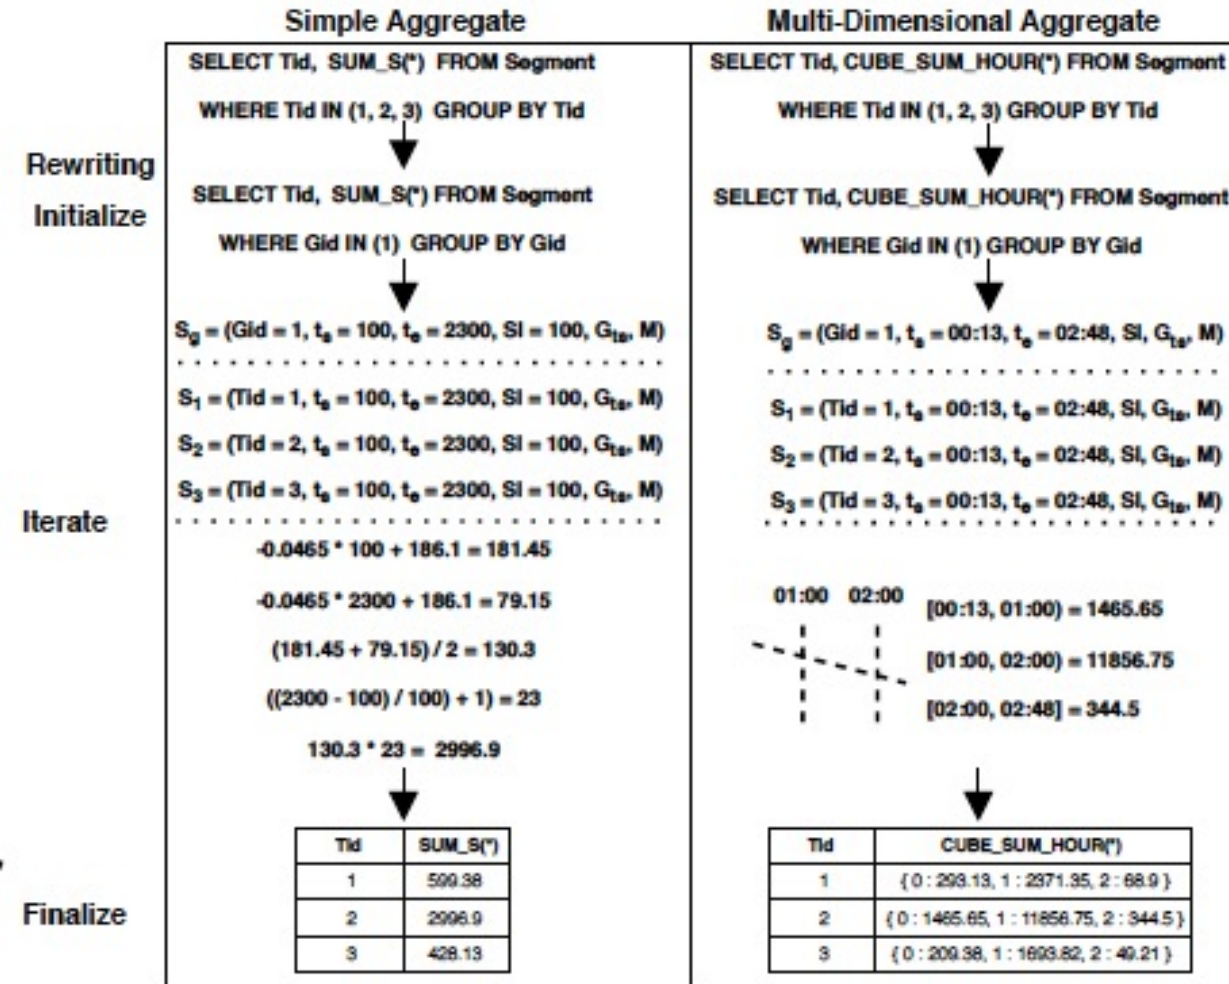 Simple Aggregate
Multi-Dimensional Aggregate
Rewriting
Initialize
Iterate
Finalize
SELECT Tid, SUM_S(*) FROM Segment
WHERE Tid IN (1, 2, 3) GROUP BY Tid
SELECT Tid, SUM_S(*) FROM Segment
WHERE Gid IN (1) GROUP BY Gid
Sg = (Gid = 1, ts = 100, te = 2300, SI = 100, Gts, M)
S1 = (Tid = 1, ts = 100, te = 2300, SI = 100, Gts, M)
S2 = (Tid = 2, ts = 100, te = 2300, SI = 100, Gts, M)
S3 = (Tid = 3, ts = 100, te = 2300, SI = 100, Gts, M)
-0.0465 * 100 + 186.1 = 181.45
-0.0465 * 2300 + 186.1 = 79.15
(181.45 + 79.15) / 2 = 130.3
((2300 - 100) / 100) + 1) = 23
130.3 * 23 = 2996.9
Tid SUM_S(*)
1 599.38
2 2996.9
3 428.13
SELECT Tid, CUBE_SUM_HOUR(*) FROM Segment
WHERE Tid IN (1, 2, 3) GROUP BY Tid
SELECT Tid, CUBE_SUM_HOUR(*) FROM Segment
WHERE Gid IN (1) GROUP BY Gid
Sg = (Gid = 1, ts = 00:13, te = 02:48, SI, Gts, M)
S1 = (Tid = 1, ts = 00:13, te = 02:48, SI, Gts, M)
S2 = (Tid = 2, ts = 00:13, te = 02:48, SI, Gts, M)
S3 = (Tid = 3, ts = 00:13, te = 02:48, SI, Gts, M)
01:00 02:00
[00:13, 01:00) = 1465.65
[01:00, 02:00) = 11856.75
[02:00, 02:48] = 344.5
Tid CUBE_SUM_HOUR(*)
1 { 0 : 293.13, 1 : 2371.35, 2 : 68.9 }
2 { 0 : 1465.65, 1 : 11856.75, 2 : 344.5 }
3 { 0 : 209.38, 1 : 1693.82, 2 : 49.21 }